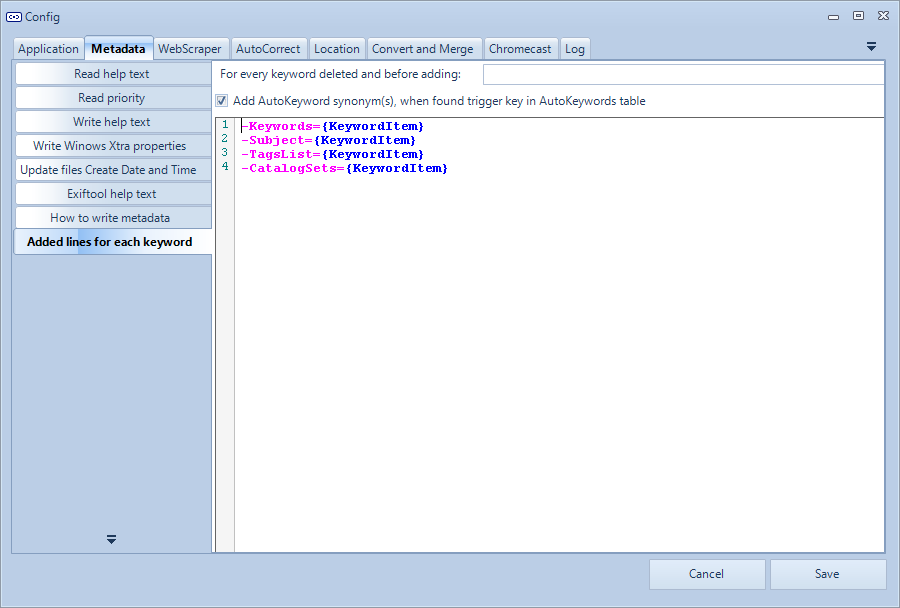 Config
Application Metadata WebScraper AutoCorrect Location Convert and Merge Chromecast Log
Read help text
Read priority
Write help text
Write Winows Xtra properties
Update files Create Date and Time
Exiftool help text
How to write metadata
Added lines for each keyword
For every keyword deleted and before adding:
Add AutoKeyword synonym(s), when found trigger key in AutoKeywords table
1 -Keywords={KeywordItem}
2 -Subject={KeywordItem}
3 -TagsList={KeywordItem}
4 -CatalogSets={KeywordItem}
Cancel Save